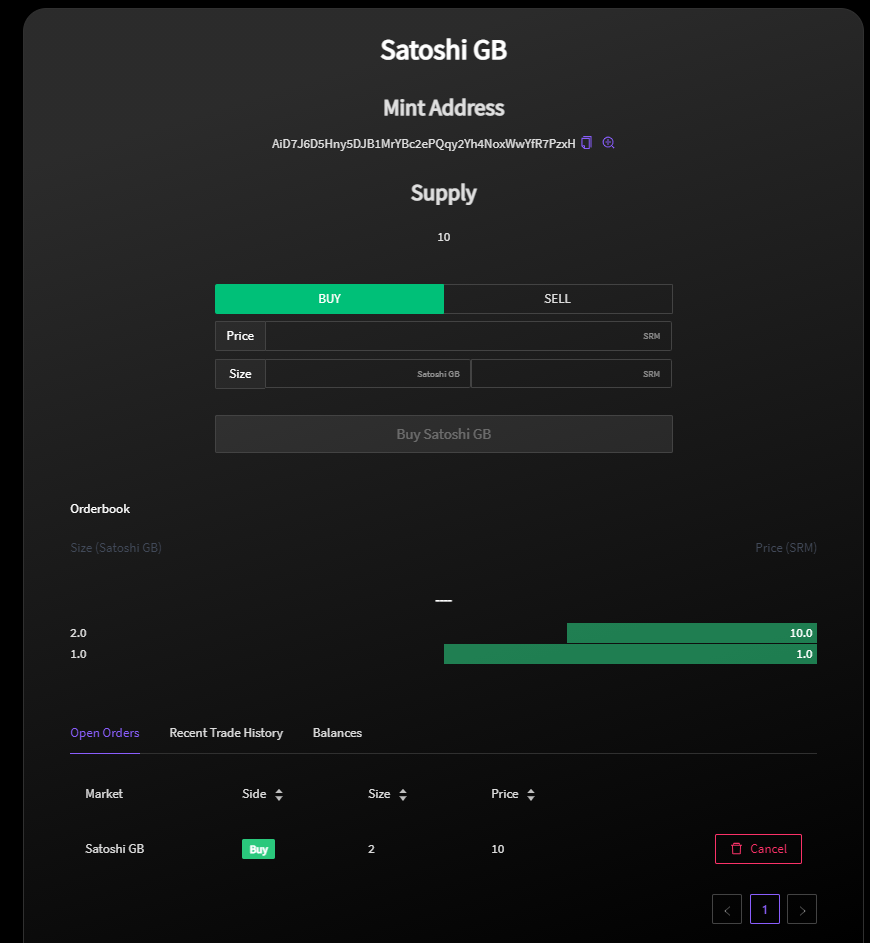 Satoshi GB
Mint Address
AiD7J6D5Hny5DJB1MrYBc2ePQqy2Yh4NoxWwYfR7PzxH
Supply
10
BUY SELL
Price SRM
Size Satoshi GB SRM
Buy Satoshi GB
Orderbook
Size (Satoshi GB) Price (SRM)
----
2.0 10.0
1.0 1.0
Open Orders Recent Trade History Balances
Market Side Size Price
Satoshi GB Buy 2 10 Cancel
< 1 >